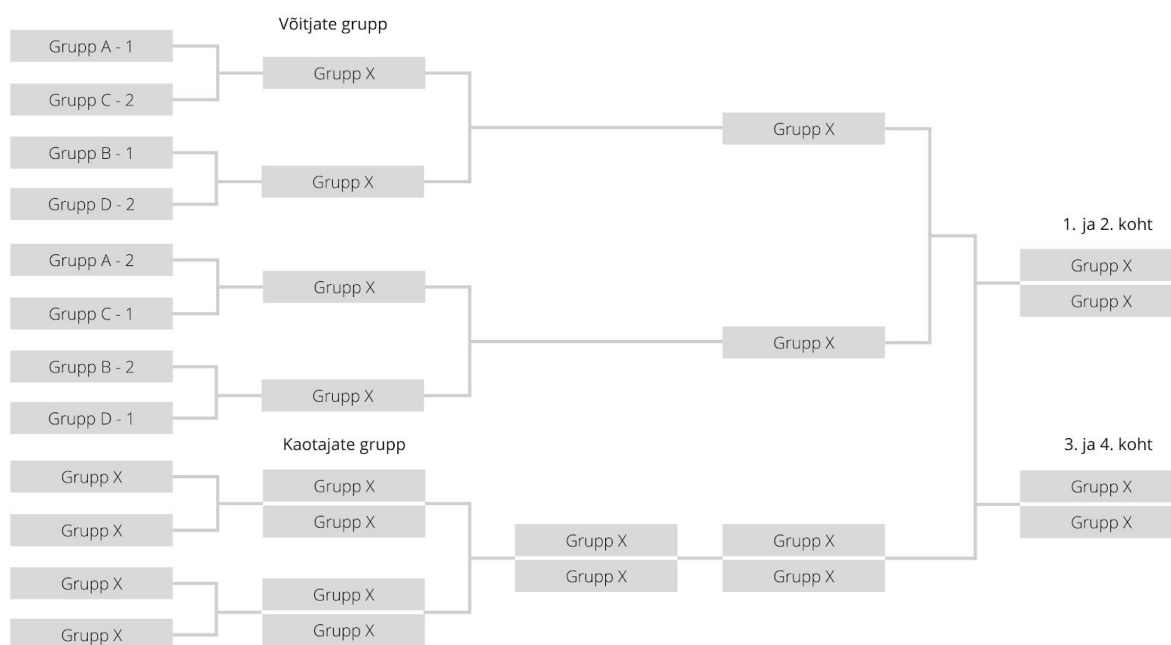 Võitjate grupp
Grupp A - 1
Grupp C - 2
Grupp B - 1
Grupp D - 2
Grupp A - 2
Grupp C - 1
Grupp B - 2
Grupp D - 1
Grupp X
Grupp X
Grupp X
Grupp X
Grupp X
Grupp X
1. ja 2. koht
Grupp X
Grupp X
Kaotajate grupp
Grupp X
Grupp X
Grupp X
Grupp X
Grupp X
Grupp X
Grupp X
Grupp X
Grupp X
Grupp X
Grupp X
Grupp X
3. ja 4. koht
Grupp X
Grupp X